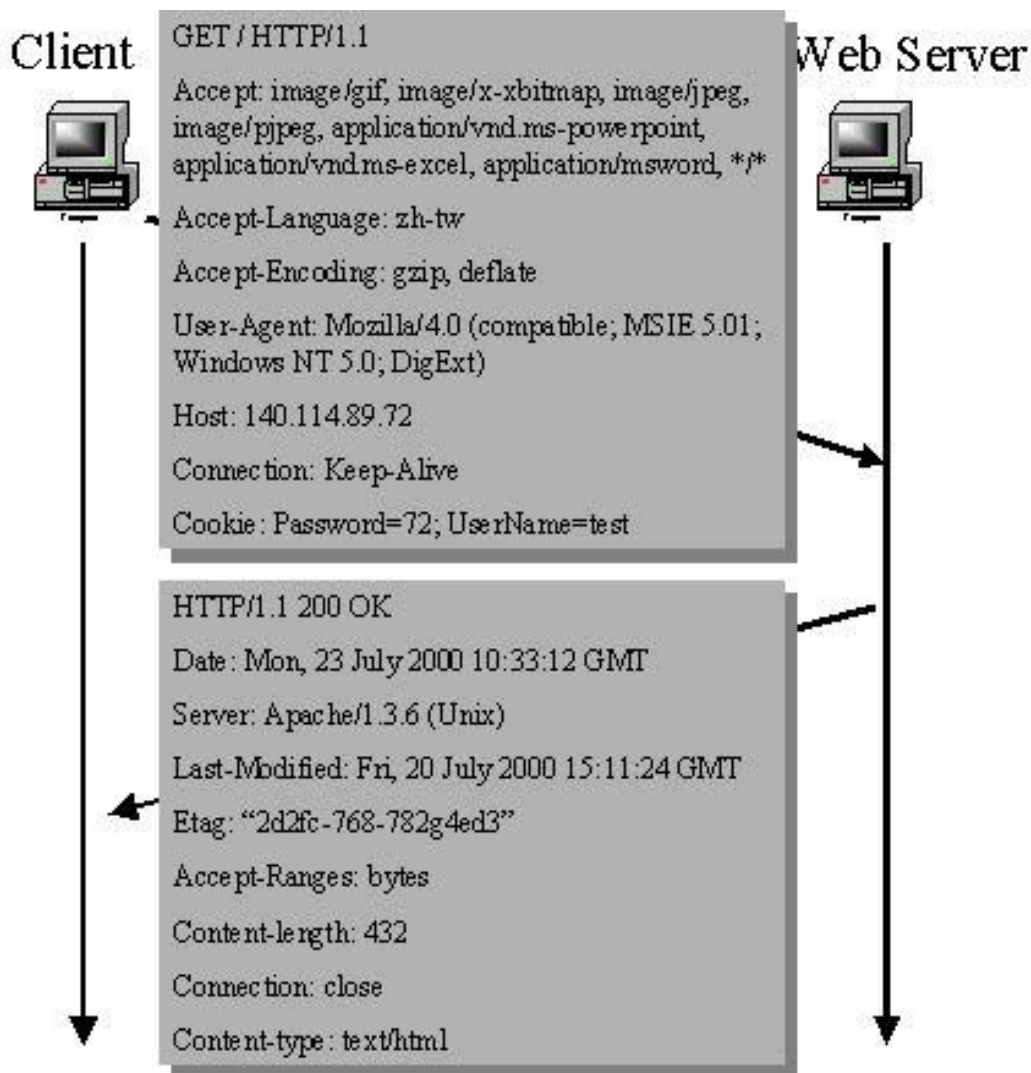 Client
Web Server
GET / HTTP/1.1
Accept: image/gif, image/x-xbitmap, image/jpeg,
image/pjpeg, application/vnd.ms-powerpoint,
application/vnd.ms-excel, application/msword, */*
Accept-Language: zh-tw
Accept-Encoding: gzip, deflate
User-Agent: Mozilla/4.0 (compatible; MSIE 5.01;
Windows NT 5.0; DigExt)
Host: 140.114.89.72
Connection: Keep-Alive
Cookie: Password=72; UserName=test
HTTP/1.1 200 OK
Date: Mon, 23 July 2000 10:33:12 GMT
Server: Apache/1.3.6 (Unix)
Last-Modified: Fri, 20 July 2000 15:11:24 GMT
Etag: “2d2fc-768-782g4ed3”
Accept-Ranges: bytes
Content-length: 432
Connection: close
Content-type: text/html